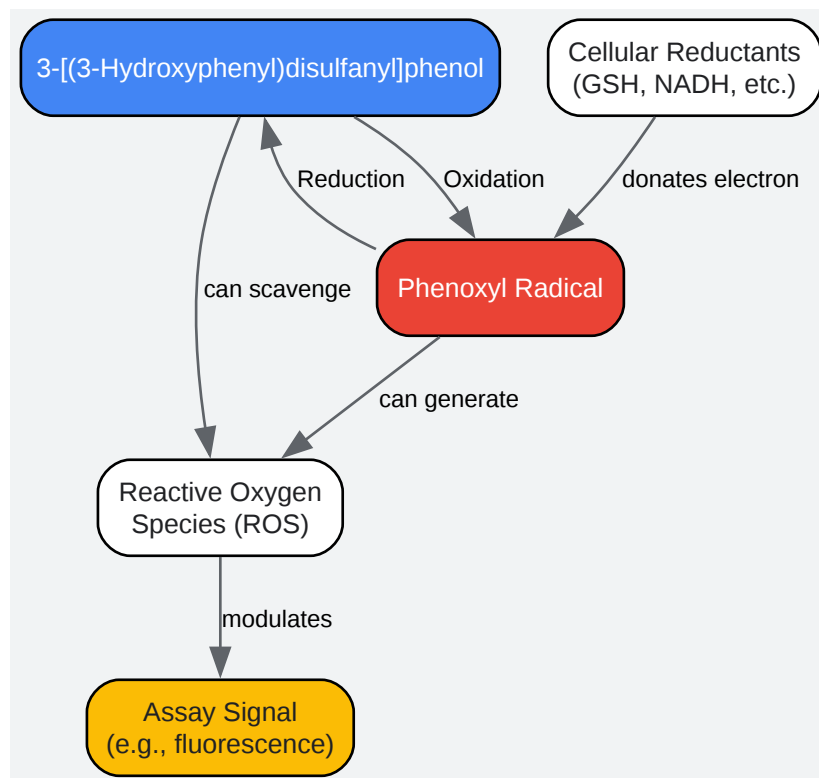 3-[(3-Hydroxyphenyl)disulfanyl]phenol
Cellular Reductants
(GSH, NADH, etc.)
Reduction
Oxidation
donates electron
can scavenge
Phenoxyl Radical
can generate
Reactive Oxygen
Species (ROS)
modulates
Assay Signal
(e.g., fluorescence)